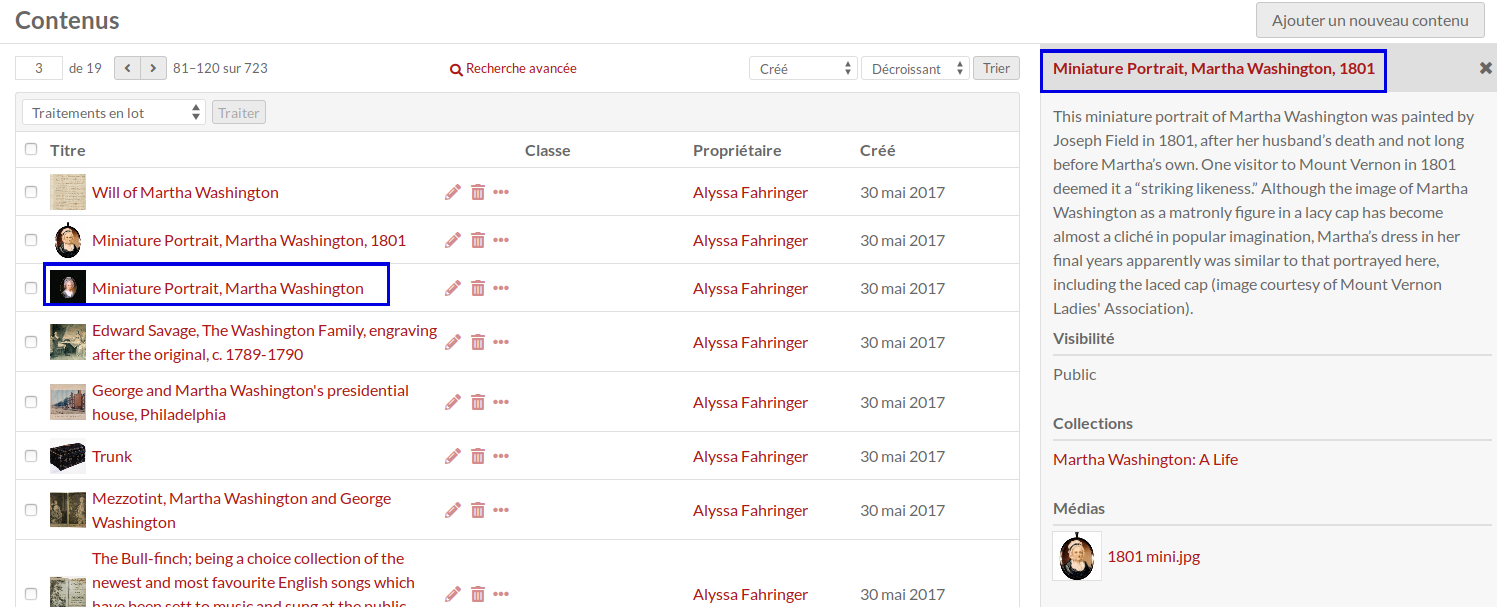 Contenus
Ajouter un nouveau contenu
3 de 19 81–120 sur 723
Recherche avancée
Créé Décroissant Trier
Traitements en lot Traiter
Titre Classe Propriétaire Créé
Will of Martha Washington Alyssa Fahringer 30 mai 2017
Miniature Portrait, Martha Washington, 1801 Alyssa Fahringer 30 mai 2017
Miniature Portrait, Martha Washington Alyssa Fahringer 30 mai 2017
Edward Savage, The Washington Family, engraving
after the original, c. 1789-1790 Alyssa Fahringer 30 mai 2017
George and Martha Washington's presidential
house, Philadelphia Alyssa Fahringer 30 mai 2017
Trunk Alyssa Fahringer 30 mai 2017
Mezzotint, Martha Washington and George
Washington Alyssa Fahringer 30 mai 2017
The Bull-finch; being a choice collection of the
newest and most favourite English songs which
have been sett to music and sung at the public Alyssa Fahringer 30 mai 2017
Miniature Portrait, Martha Washington, 1801
This miniature portrait of Martha Washington was painted by
Joseph Field in 1801, after her husband’s death and not long
before Martha’s own. One visitor to Mount Vernon in 1801
deemed it a “striking likeness.” Although the image of Martha
Washington as a matronly figure in a lacy cap has become
almost a cliché in popular imagination, Martha’s dress in her
final years apparently was similar to that portrayed here,
including the laced cap (image courtesy of Mount Vernon
Ladies' Association).
Visibilité
Public
Collections
Martha Washington: A Life
Médias
1801 mini.jpg